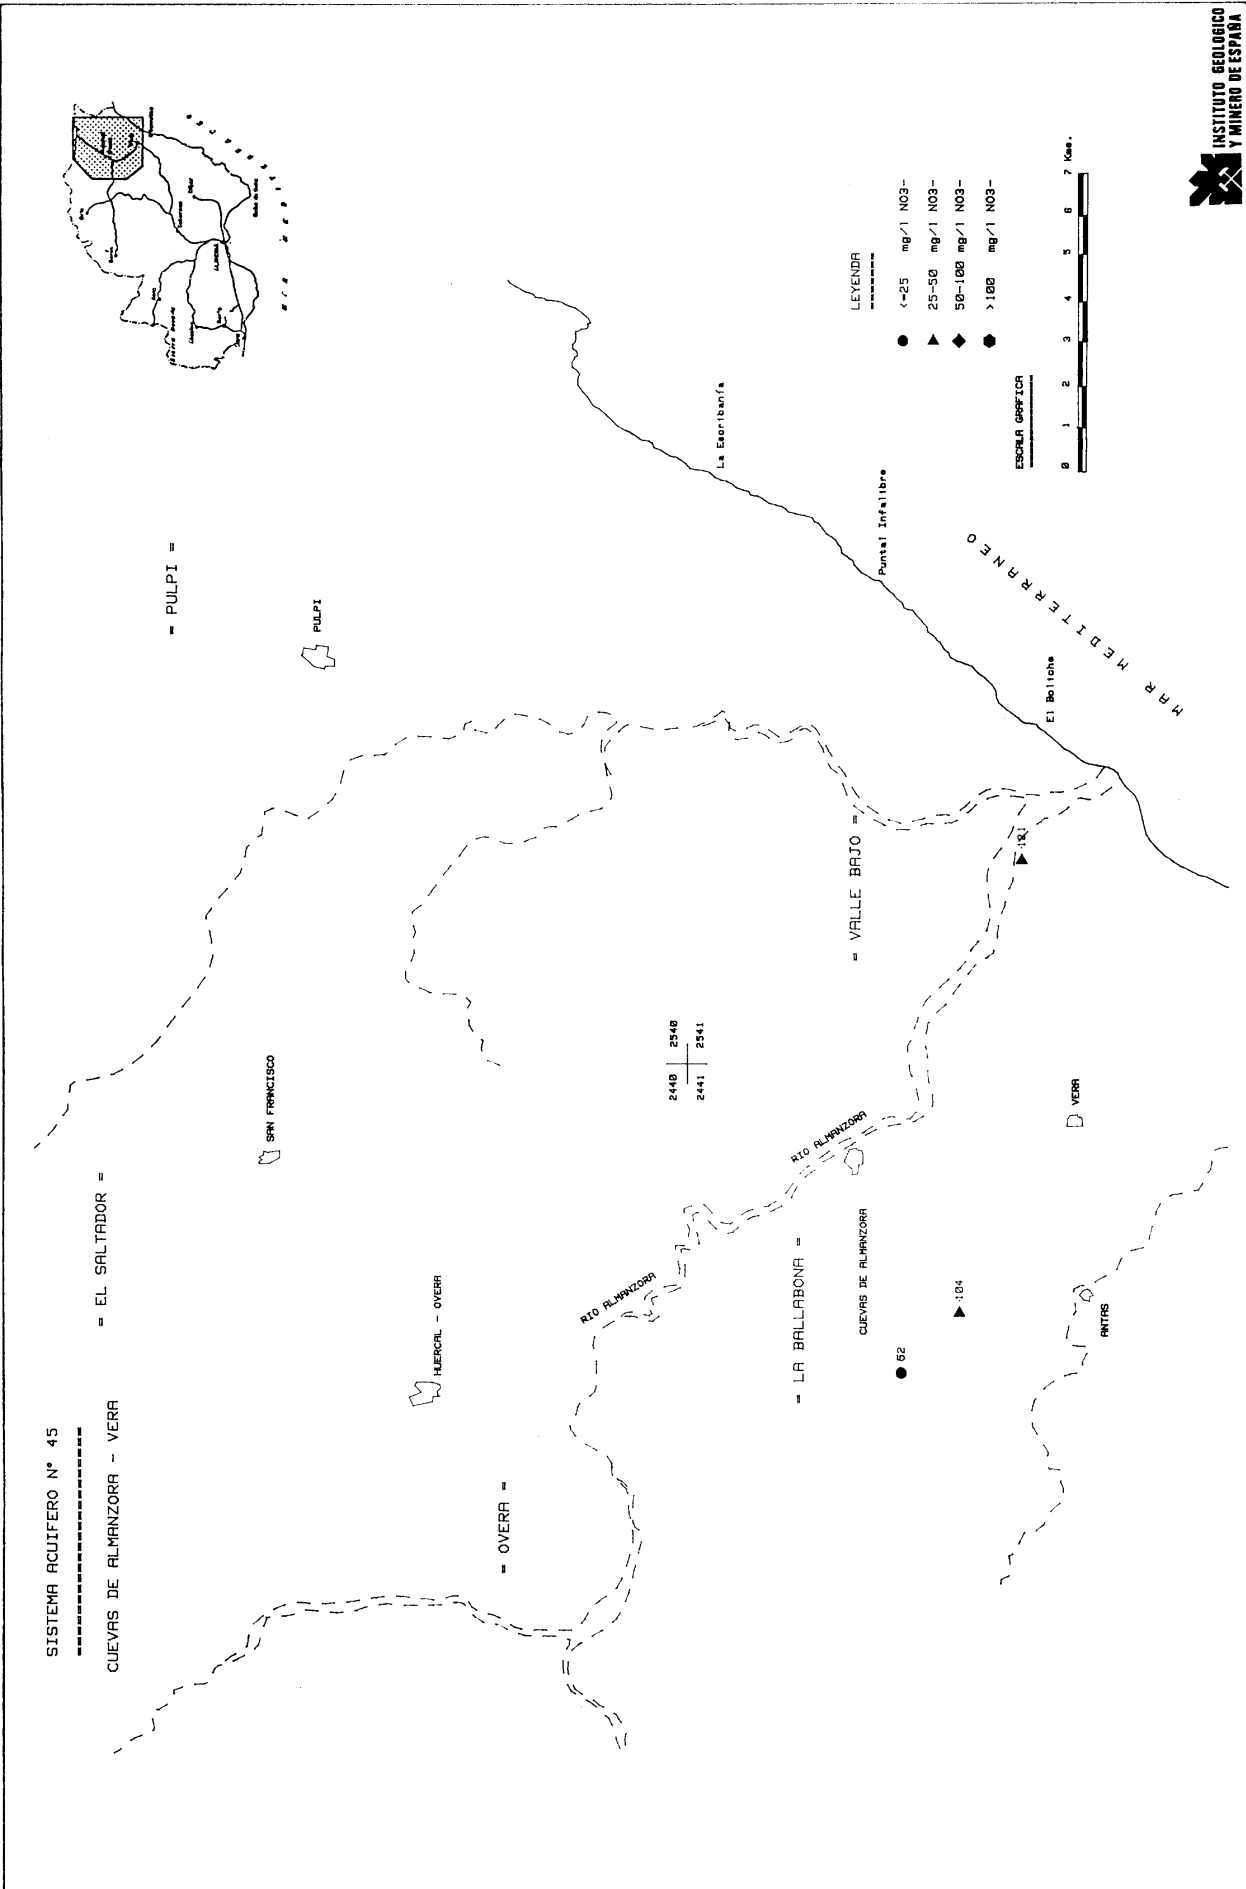 SISTEMA ACUIFERO N° 45
CUEVAS DE ALMANZORA - VERA
= EL SALTADOR =
= PULPI =
PULPI
SAN FRANCISCO
HUERCAL - OVERA
= OVERA =
RIO ALMANZORA
2440 2540
2441 2541
La Escribanía
RIO ALMANZORA
= LA BALLABONA =
= VALLE BAJO =
CUEVAS DE ALMANZORA
Puntal Infalibre
62
104
121
El Boliche
VERA
ANTAS
MAR MEDITERRANEO
LEYENDA
<=25 mg/l NO3-
25-50 mg/l NO3-
50-100 mg/l NO3-
>100 mg/l NO3-
ESCALA GRAFICA
0 1 2 3 4 5 6 7 Kms.
INSTITUTO GEOLOGICO
Y MINERO DE ESPAÑA